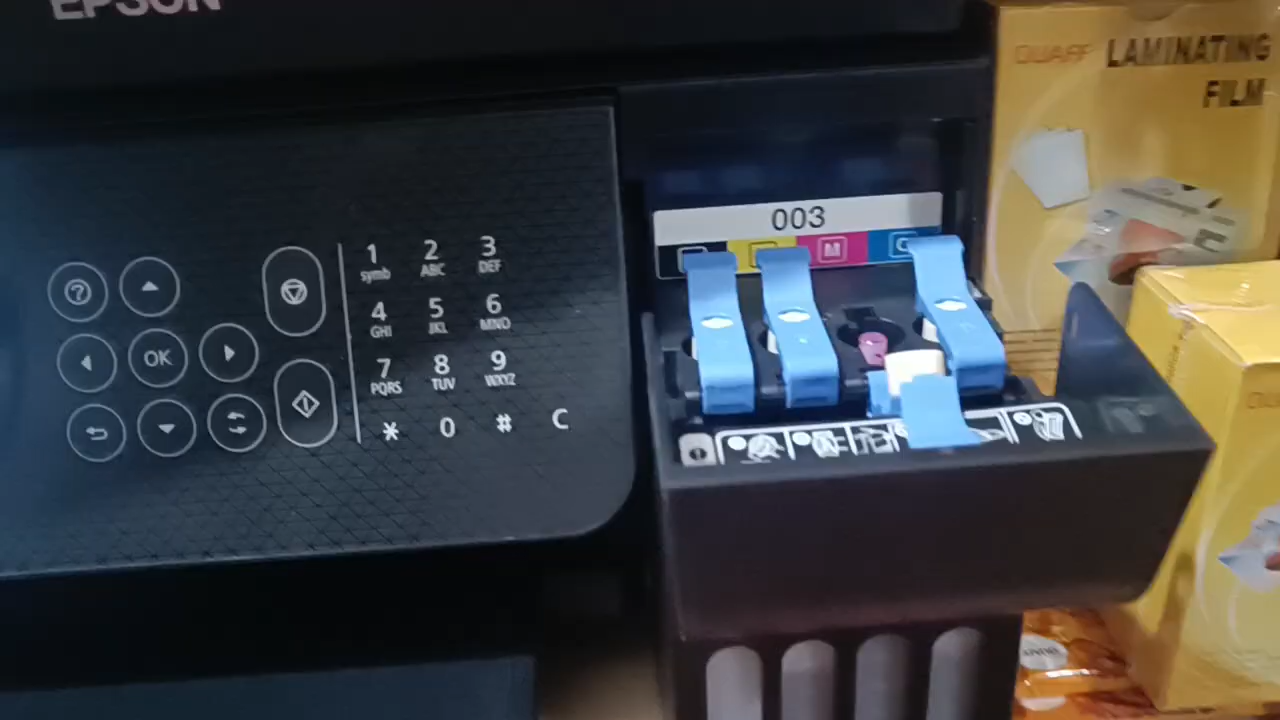 EPSON
QUAFF LAMINATING
FILM
003
M
C
1 2 3
symb ABC DEF
4 5 6
GHI JKL MNO
OK
7 8 9
PQRS TUV WXYZ
* 0 # C